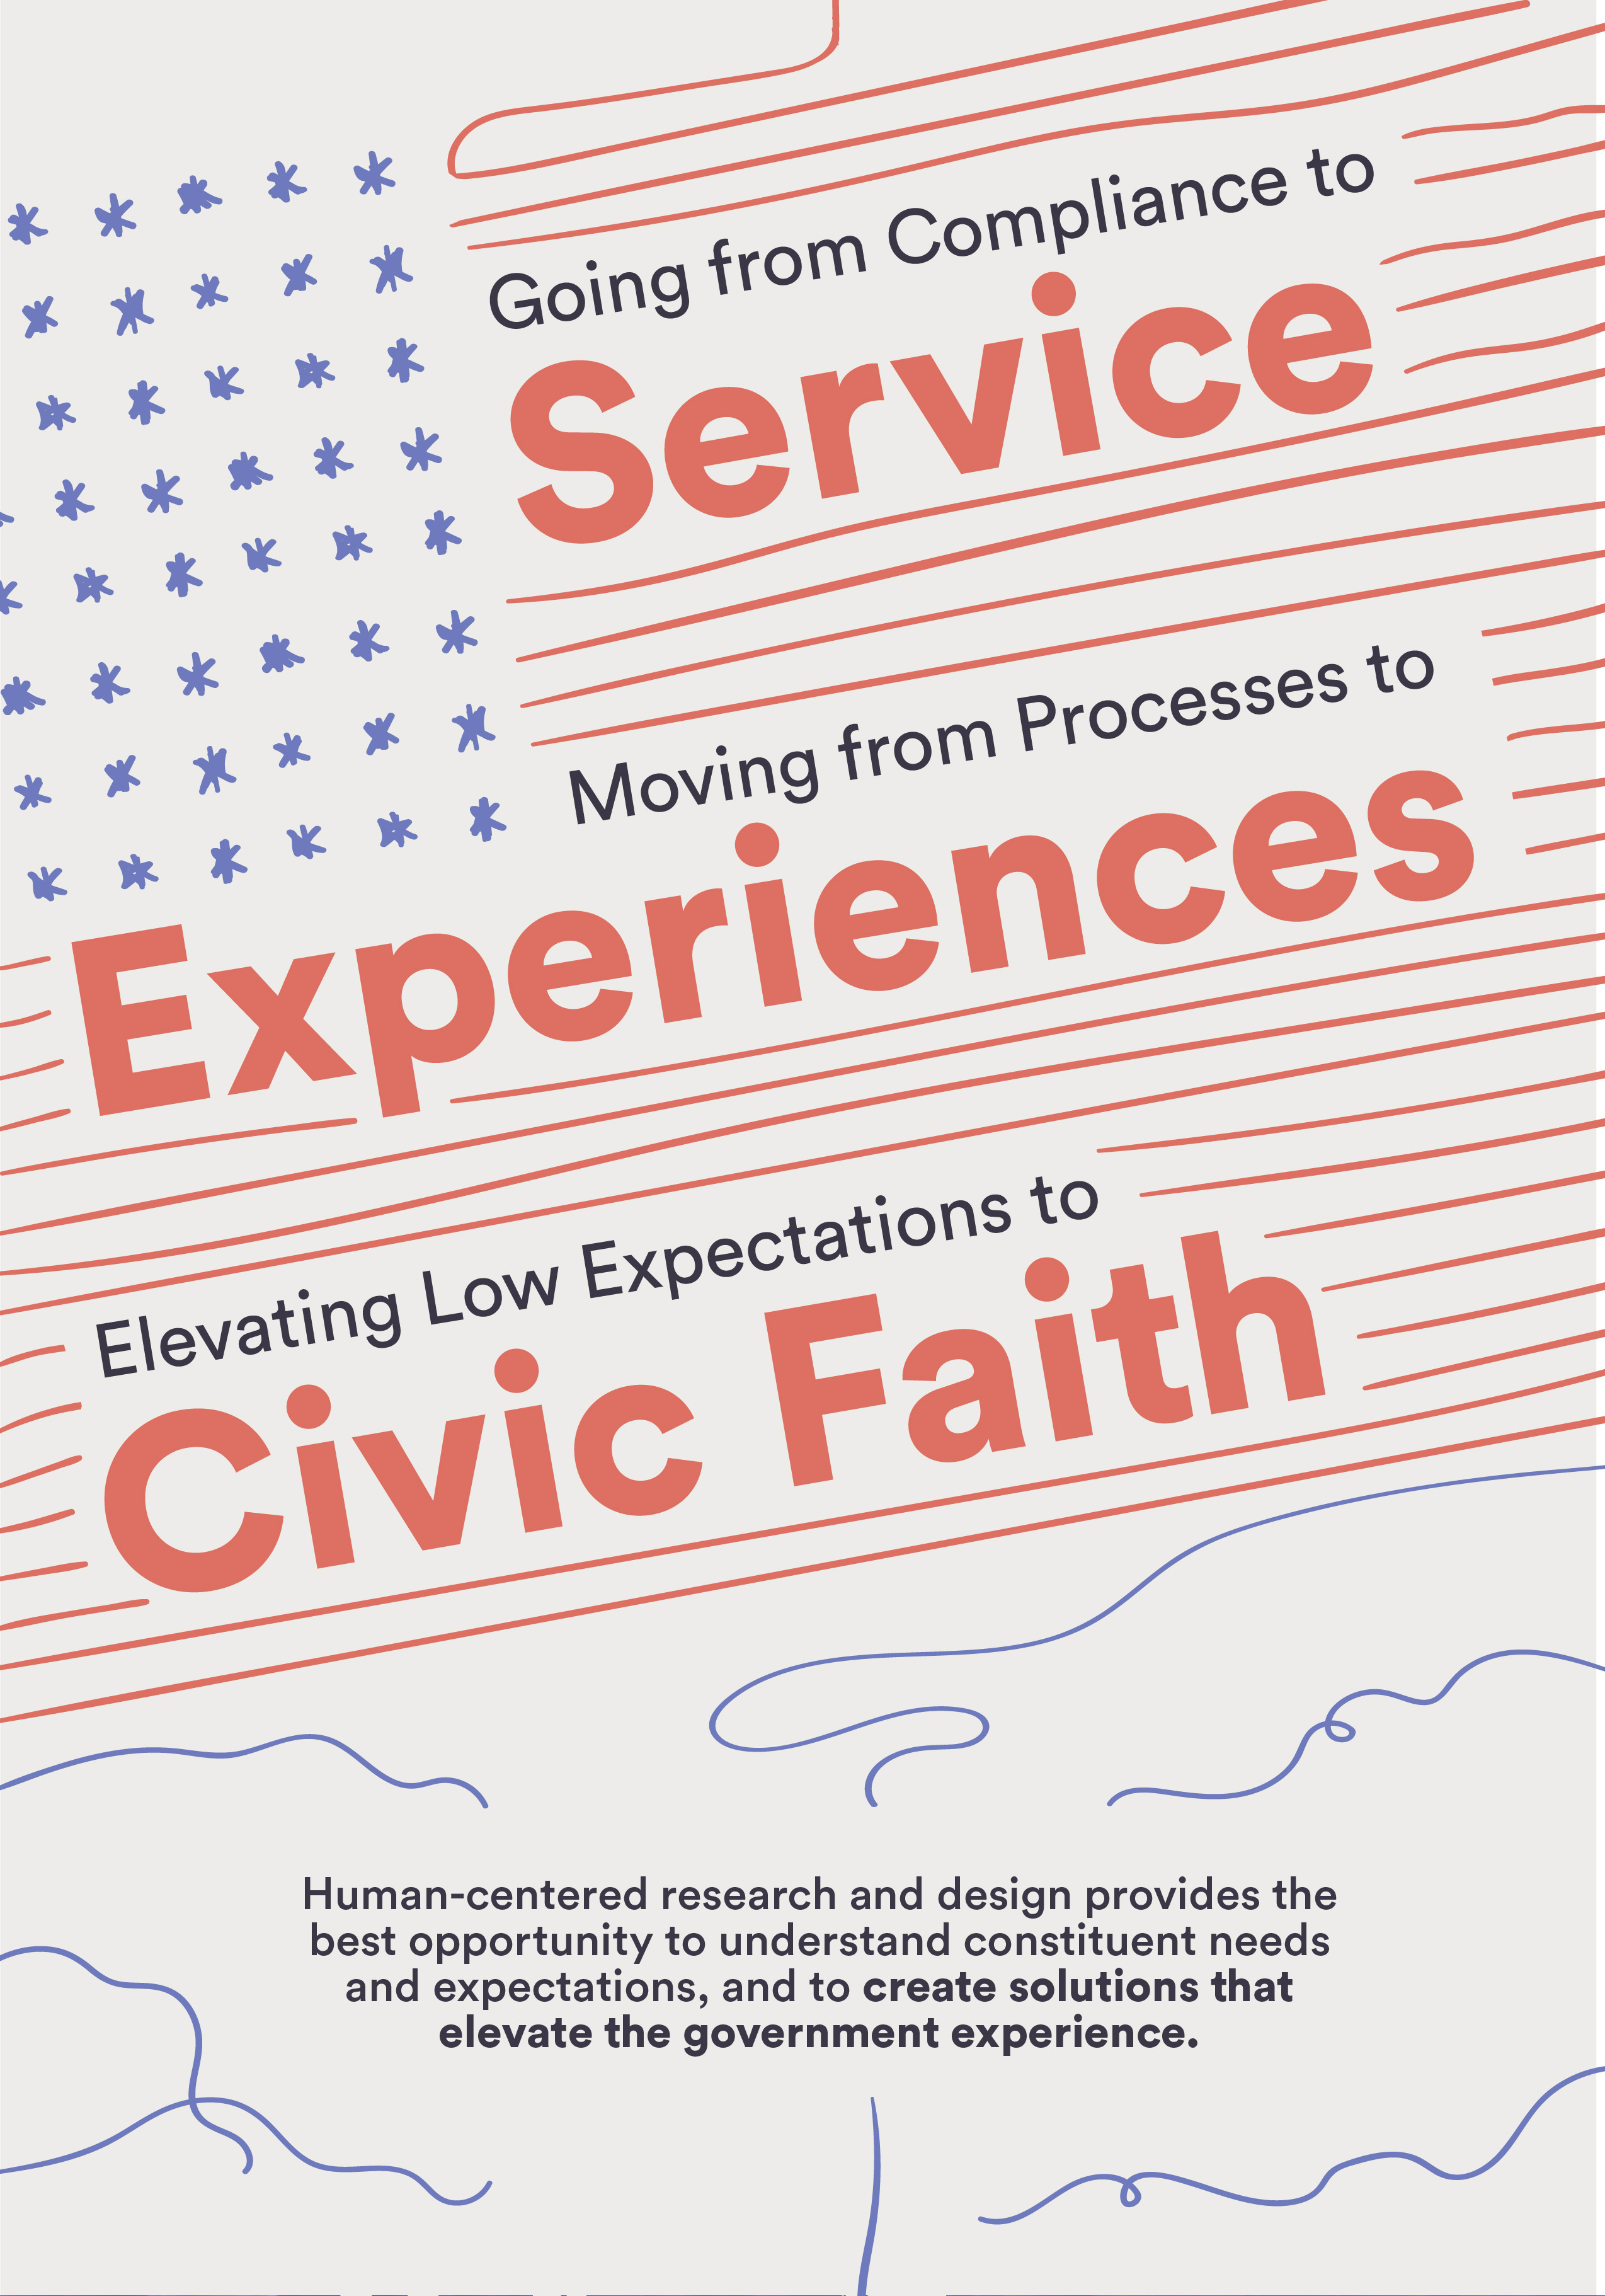 Going from Compliance to
Service
Moving from Processes to
Experiences
Elevating Low Expectations to
Civic Faith
Human-centered research and design provides the
best opportunity to understand constituent needs
and expectations, and to create solutions that
elevate the government experience.